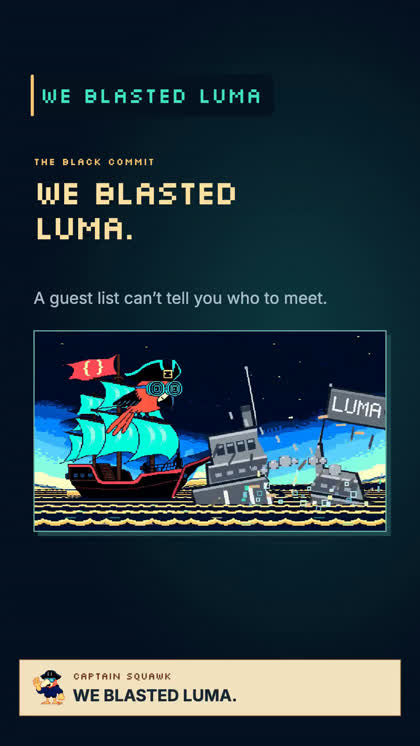 WE BLASTED LUMA
THE BLACK COMMIT
WE BLASTED
LUMA.
A guest list can’t tell you who to meet.
LUMA
CAPTAIN SQUAWK
WE BLASTED LUMA.